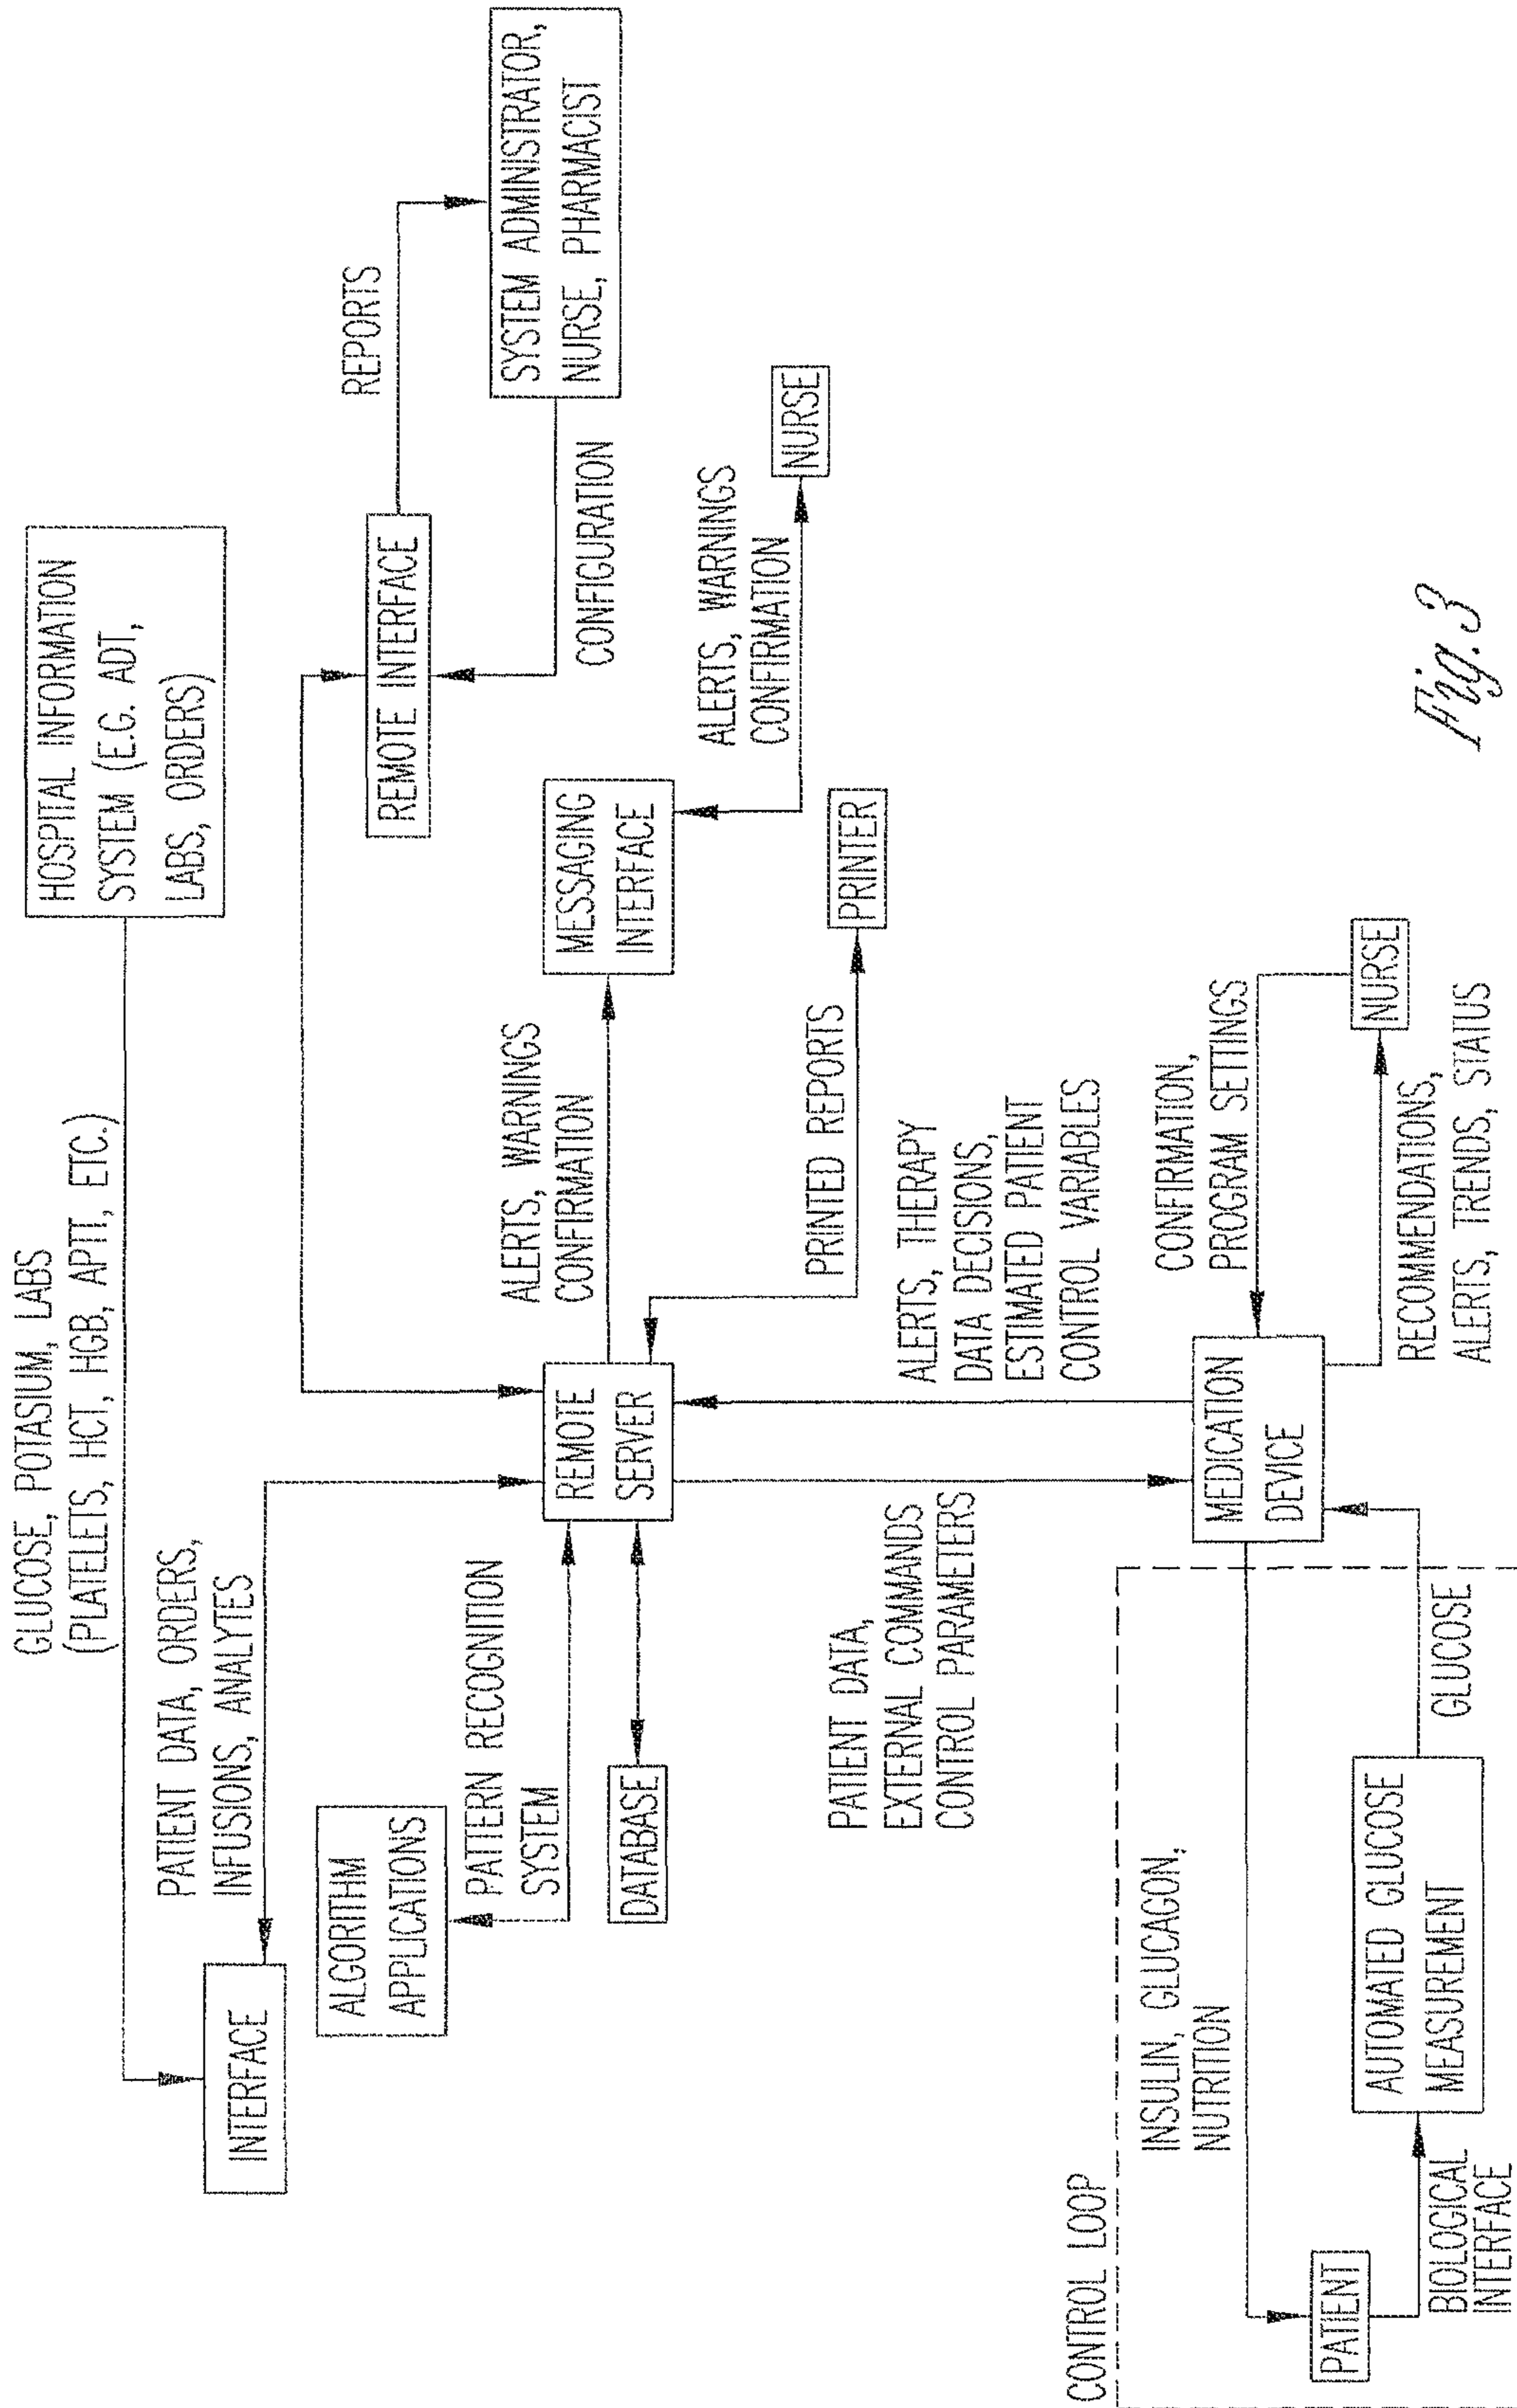 GLUCOSE, POTASIUM, LABS
(PLATELETS, HCT, HGB, APTT, ETC.)
HOSPITAL INFORMATION
SYSTEM (E.G. ADT,
LABS, ORDERS)
INTERFACE
PATIENT DATA, ORDERS,
INFUSIONS, ANALYTES
ALGORITHM
APPLICATIONS
PATTERN RECOGNITION
SYSTEM
DATABASE
REMOTE
SERVER
ALERTS, WARNINGS
CONFIRMATION
MESSAGING
INTERFACE
REMOTE INTERFACE
REPORTS
SYSTEM ADMINISTRATOR,
NURSE, PHARMACIST
CONFIGURATION
ALERTS, WARNINGS
CONFIRMATION
NURSE
PRINTED REPORTS
PRINTER
PATIENT DATA,
EXTERNAL COMMANDS
CONTROL PARAMETERS
ALERTS, THERAPY
DATA DECISIONS,
ESTIMATED PATIENT
CONTROL VARIABLES
CONTROL LOOP
INSULIN, GLUCAGON,
NUTRITION
PATIENT
BIOLOGICAL
INTERFACE
AUTOMATED GLUCOSE
MEASUREMENT
GLUCOSE
MEDICATION
DEVICE
CONFIRMATION,
PROGRAM SETTINGS
NURSE
RECOMMENDATIONS,
ALERTS, TRENDS, STATUS
Fig. 3